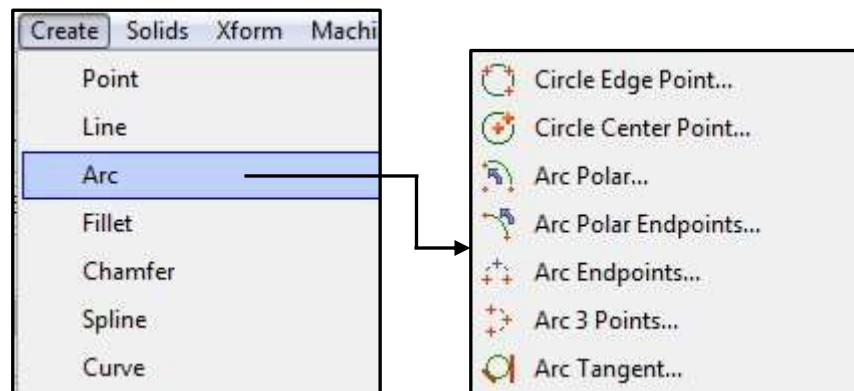 Create Solids Xform
Point
Line
Arc
Fillet
Chamfer
Spline
Curve
Circle Edge Point...
Circle Center Point...
Arc Polar...
Arc Polar Endpoints...
Arc Endpoints...
Arc 3 Points...
Arc Tangent...